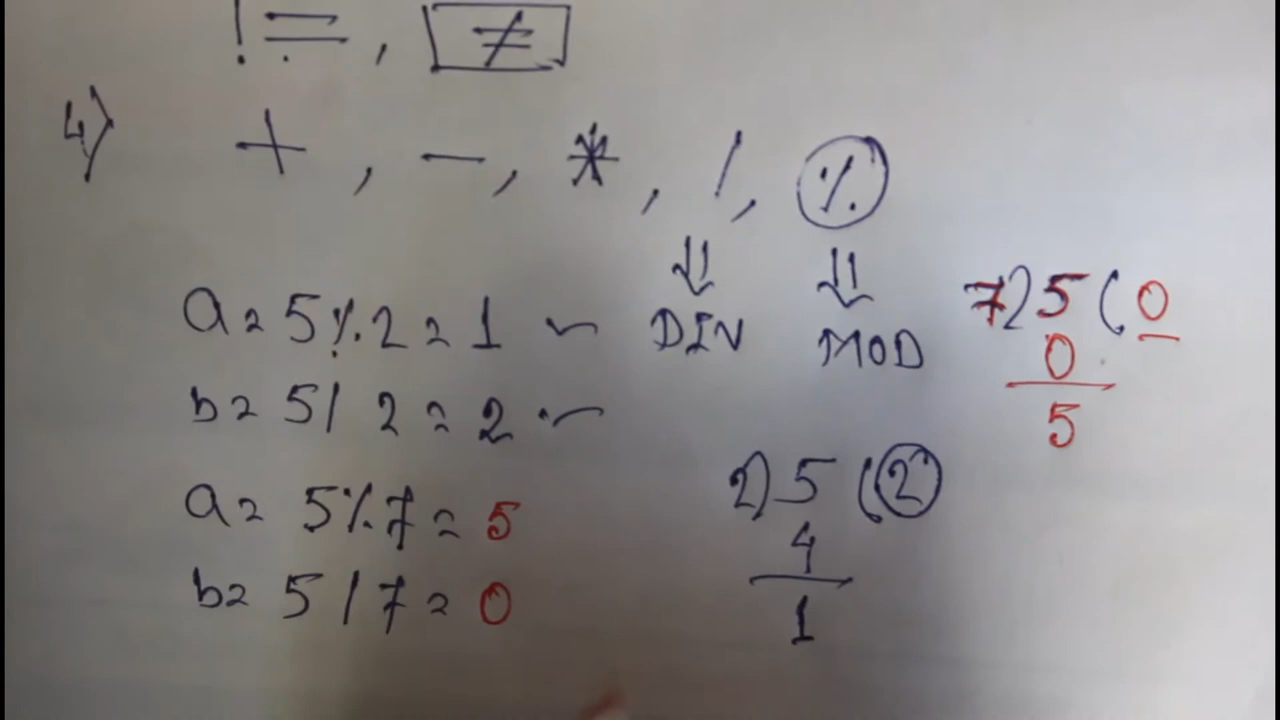 != , ≠
4) + , - , * , / , %
⇓ ⇓
DIV MOD
a = 5 % 2 = 1
b = 5 / 2 = 2
a = 5 % 7 = 5
b = 5 / 7 = 0
7 ) 5 ( 0
0
5
2 ) 5 ( 2
4
1